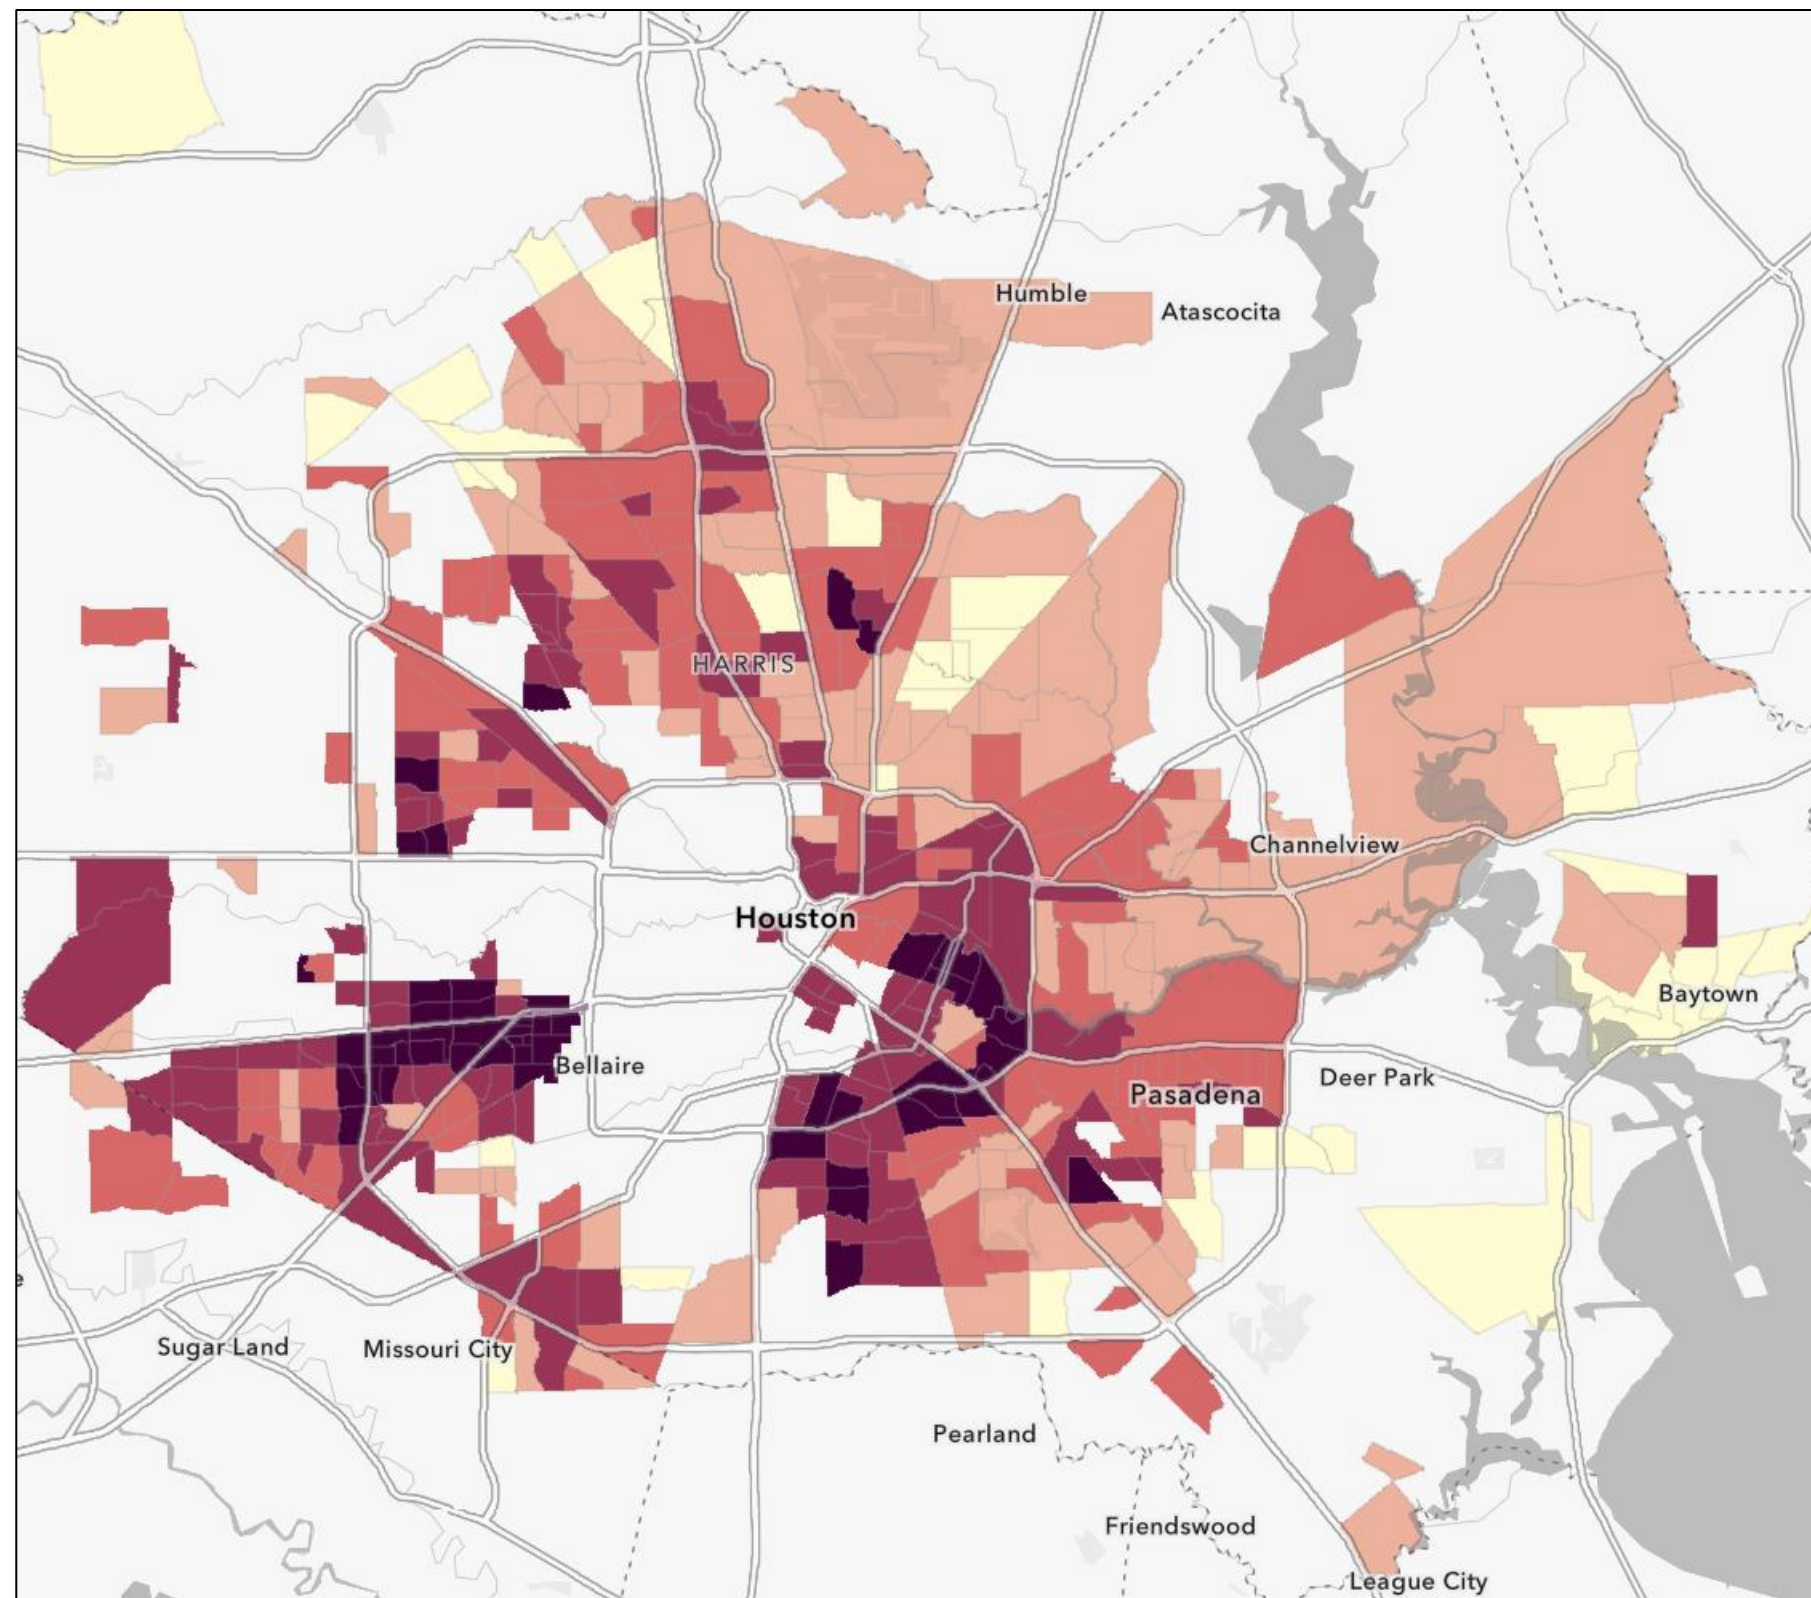 Humble
Atascocita
HARRIS
Channelview
Houston
Baytown
Bellaire
Deer Park
Pasadena
e
Sugar Land
Missouri City
Pearland
Friendswood
League City